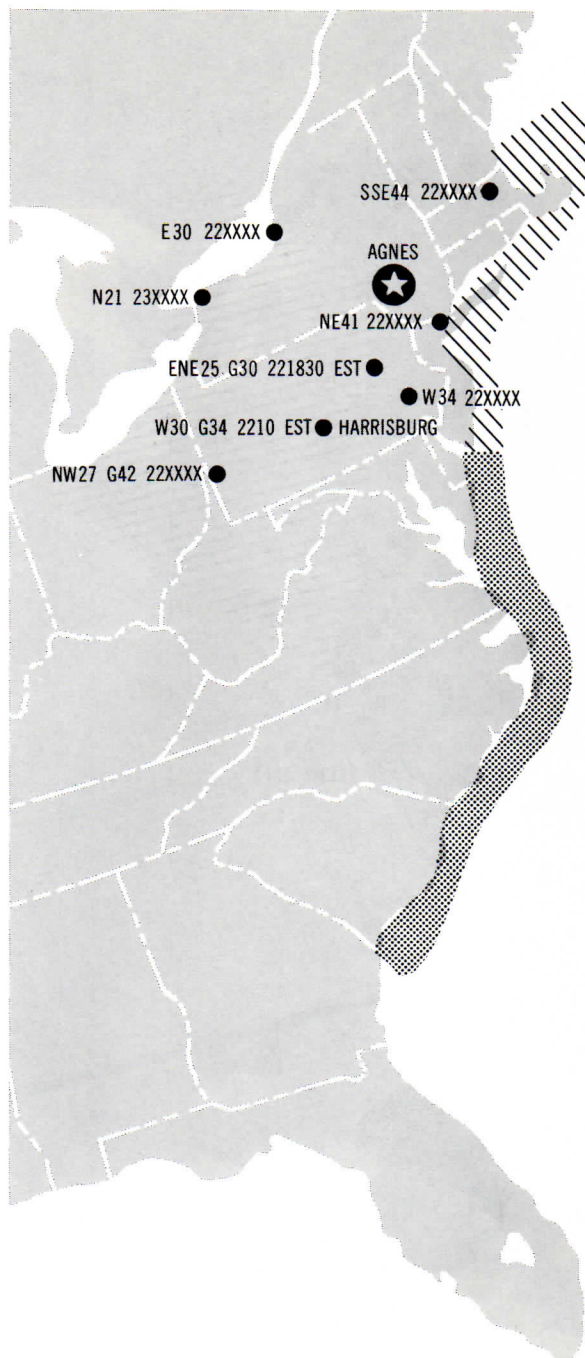 SSE44 22XXXX
E30 22XXXX
AGNES
N21 23XXXX
NE41 22XXXX
ENE25 G30 221830 EST
W34 22XXXX
W30 G34 2210 EST HARRISBURG
NW27 G42 22XXXX